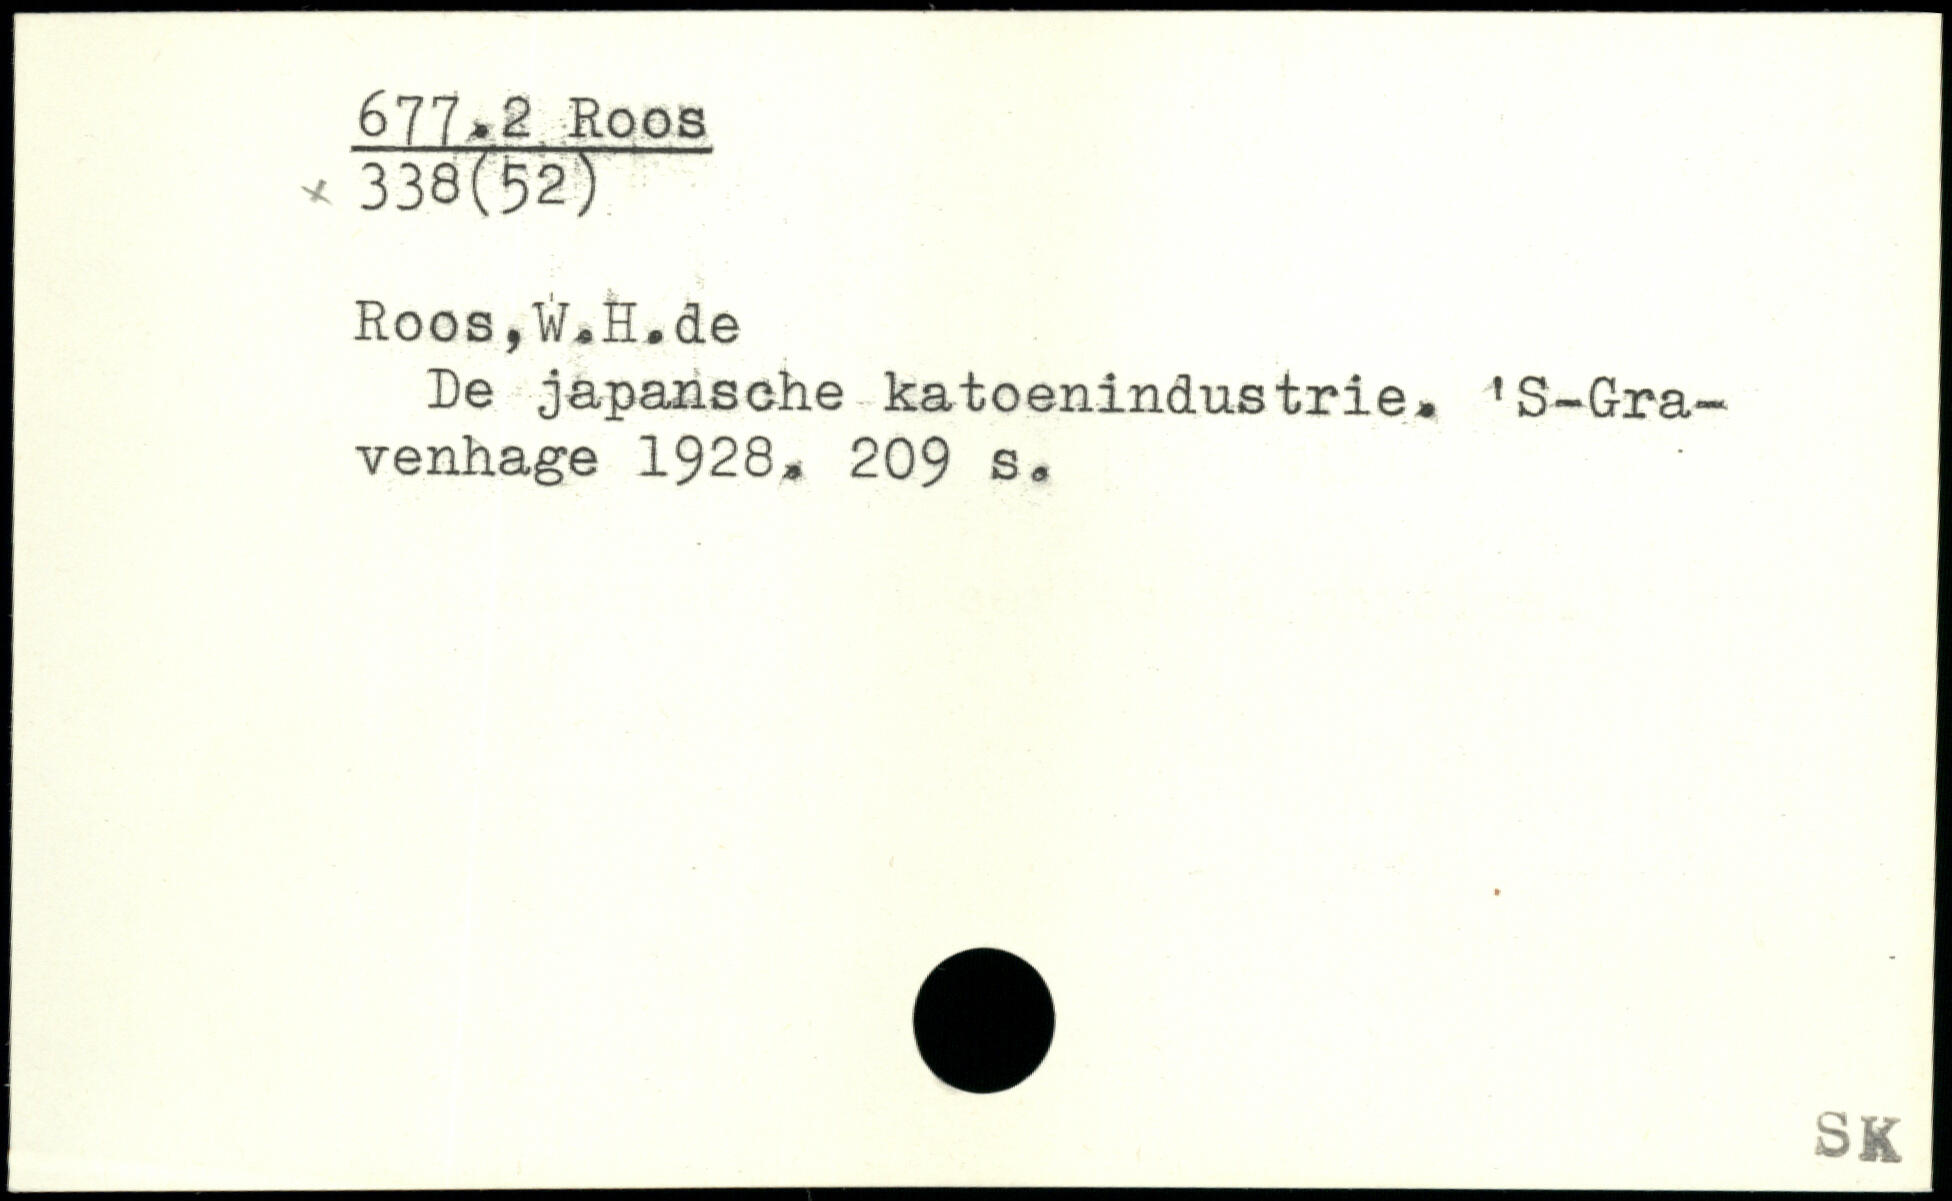 677.2 Roos
x 338(52)
Roos,W.H.de
De japansche katoenindustrie. 'S-Gra-
venhage 1928. 209 s.
SK